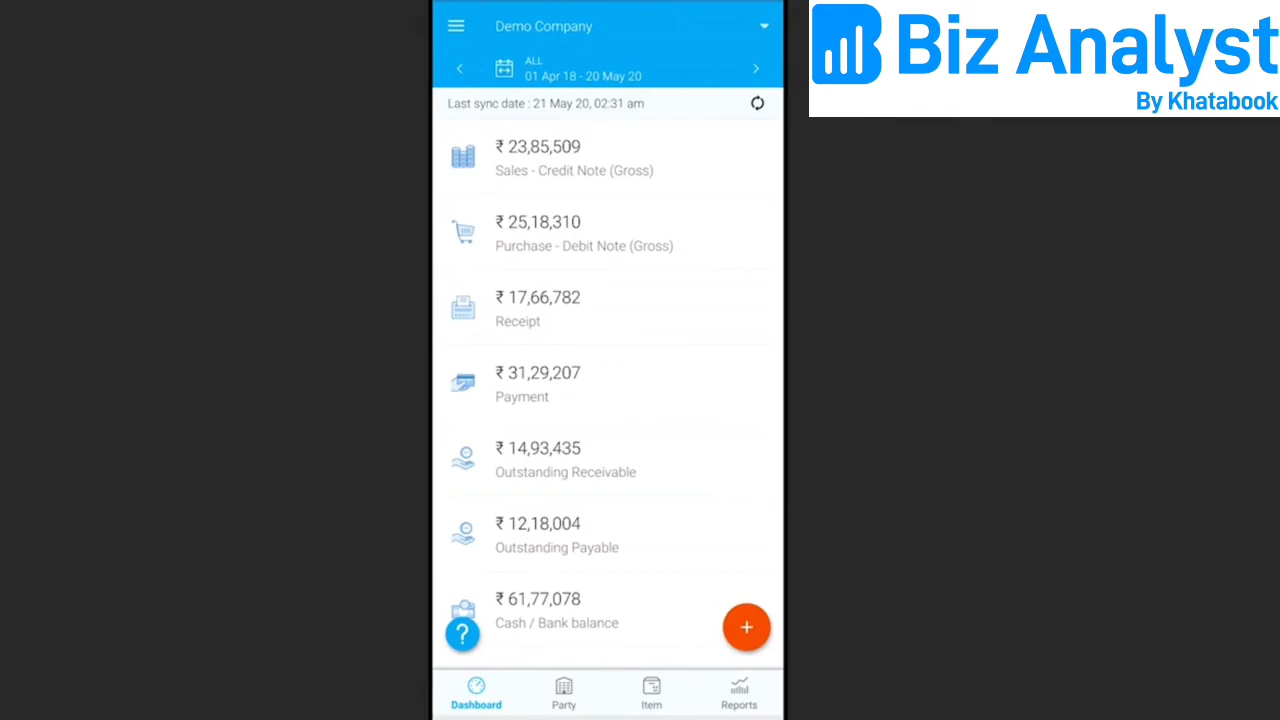 Demo Company
ALL
01 Apr 18 - 20 May 20
Last sync date : 21 May 20, 02:31 am
₹ 23,85,509
Sales - Credit Note (Gross)
₹ 25,18,310
Purchase - Debit Note (Gross)
₹ 17,66,782
Receipt
₹ 31,29,207
Payment
₹ 14,93,435
Outstanding Receivable
₹ 12,18,004
Outstanding Payable
₹ 61,77,078
Cash / Bank balance
?
+
Dashboard
Party
Item
Reports
Biz Analyst
By Khatabook